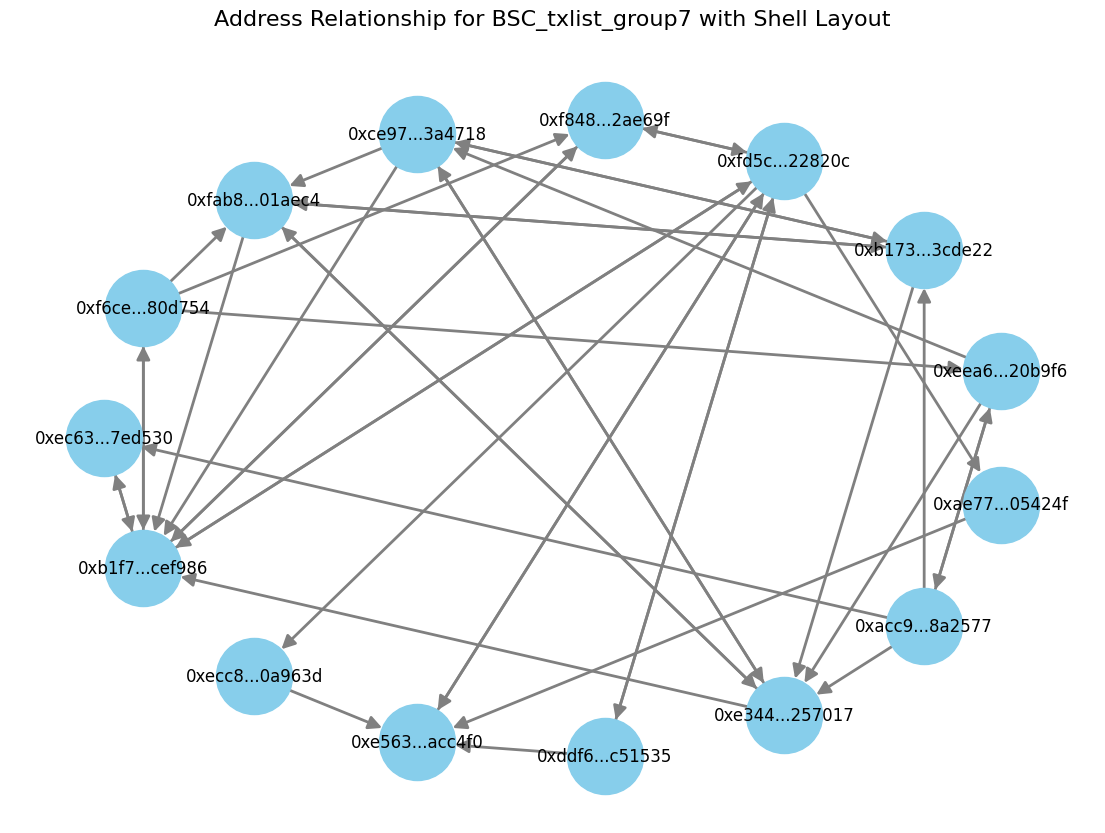 Address Relationship for BSC_txlist_group7 with Shell Layout
0xf848...2ae69f
0xce97...3a4718
0xfd5c...22820c
0xfab8...01aec4
0xb173...3cde22
0xf6ce...80d754
0xeea6...20b9f6
0xec63...7ed530
0xae77...05424f
0xb1f7...cef986
0xacc9...8a2577
0xecc8...0a963d
0xe344...257017
0xe563...acc4f0
0xddf6...c51535